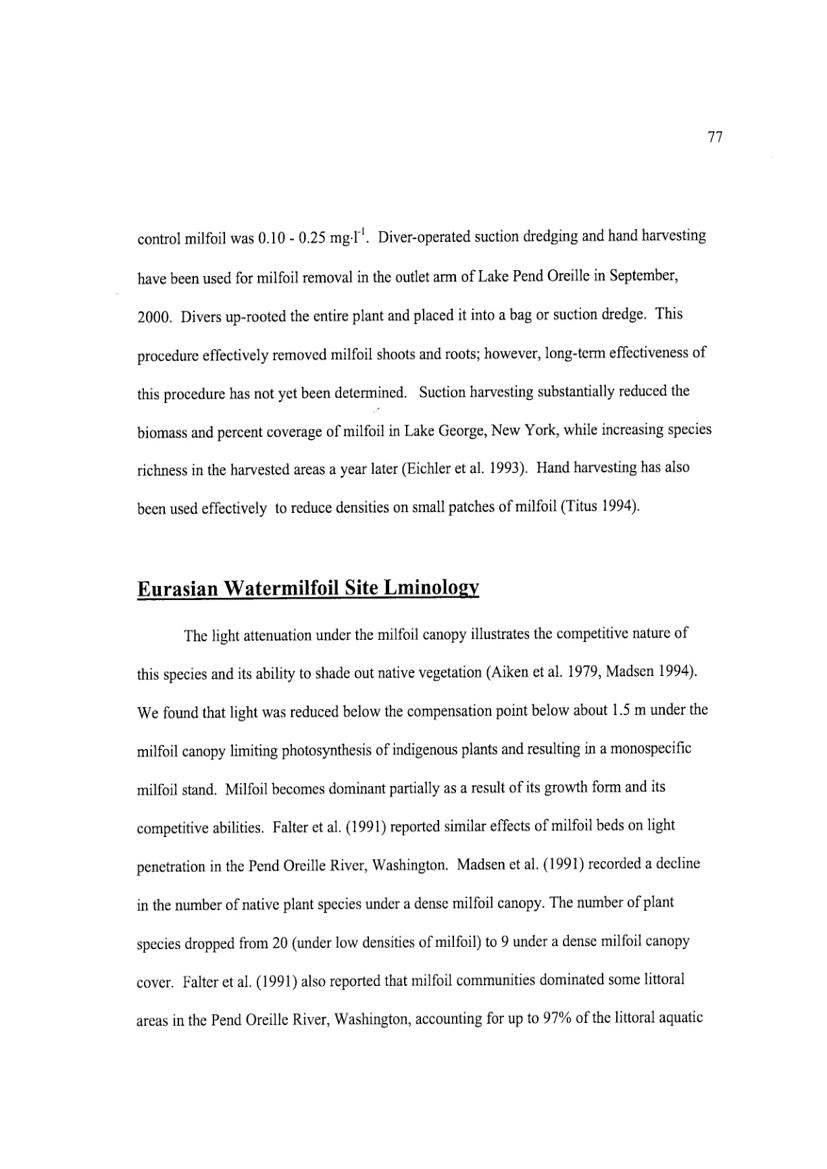 77
control milfoil was 0.10 - 0.25 mg·l⁻¹.  Diver-operated suction dredging and hand harvesting
have been used for milfoil removal in the outlet arm of Lake Pend Oreille in September,
2000.  Divers up-rooted the entire plant and placed it into a bag or suction dredge.  This
procedure effectively removed milfoil shoots and roots; however, long-term effectiveness of
this procedure has not yet been determined.   Suction harvesting substantially reduced the
biomass and percent coverage of milfoil in Lake George, New York, while increasing species
richness in the harvested areas a year later (Eichler et al. 1993).  Hand harvesting has also
been used effectively  to reduce densities on small patches of milfoil (Titus 1994).
Eurasian Watermilfoil Site Lminology
The light attenuation under the milfoil canopy illustrates the competitive nature of
this species and its ability to shade out native vegetation (Aiken et al. 1979, Madsen 1994).
We found that light was reduced below the compensation point below about 1.5 m under the
milfoil canopy limiting photosynthesis of indigenous plants and resulting in a monospecific
milfoil stand.  Milfoil becomes dominant partially as a result of its growth form and its
competitive abilities.  Falter et al. (1991) reported similar effects of milfoil beds on light
penetration in the Pend Oreille River, Washington.  Madsen et al. (1991) recorded a decline
in the number of native plant species under a dense milfoil canopy. The number of plant
species dropped from 20 (under low densities of milfoil) to 9 under a dense milfoil canopy
cover.  Falter et al. (1991) also reported that milfoil communities dominated some littoral
areas in the Pend Oreille River, Washington, accounting for up to 97% of the littoral aquatic